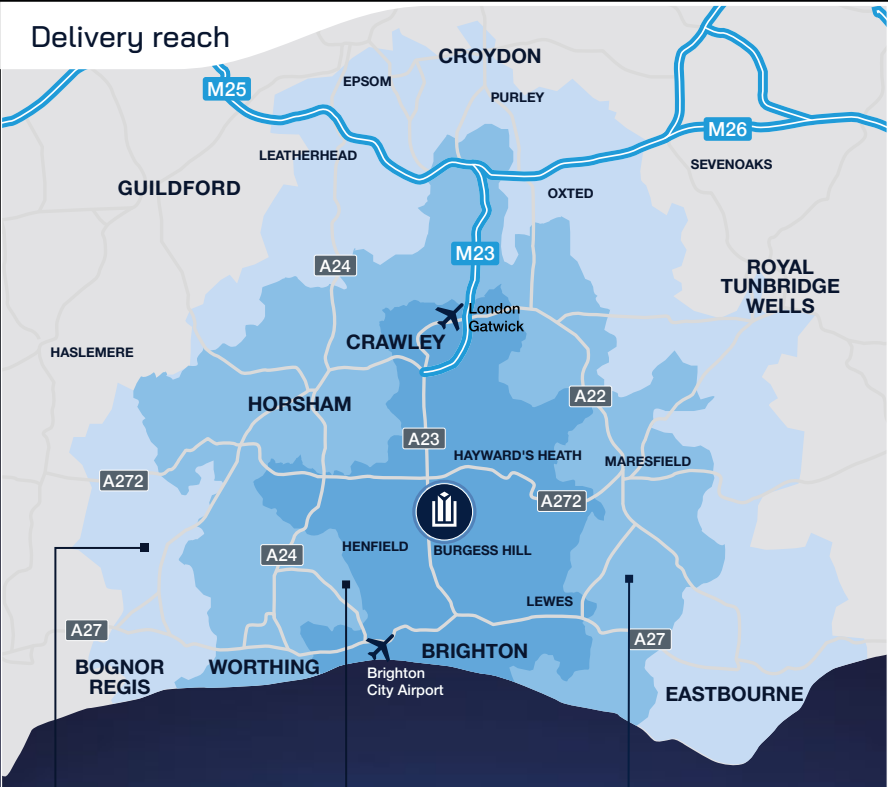 Delivery reach
CROYDON
EPSOM
M25
PURLEY
M26
LEATHERHEAD
SEVENOAKS
GUILDFORD
OXTED
M23
A24
ROYAL
TUNBRIDGE
WELLS
London
Gatwick
CRAWLEY
HASLEMERE
A22
HORSHAM
A23
HAYWARD'S HEATH
MARESFIELD
A272
A272
HENFIELD
BURGESS HILL
A24
LEWES
A27
A27
BRIGHTON
BOGNOR
REGIS
WORTHING
Brighton
City Airport
EASTBOURNE